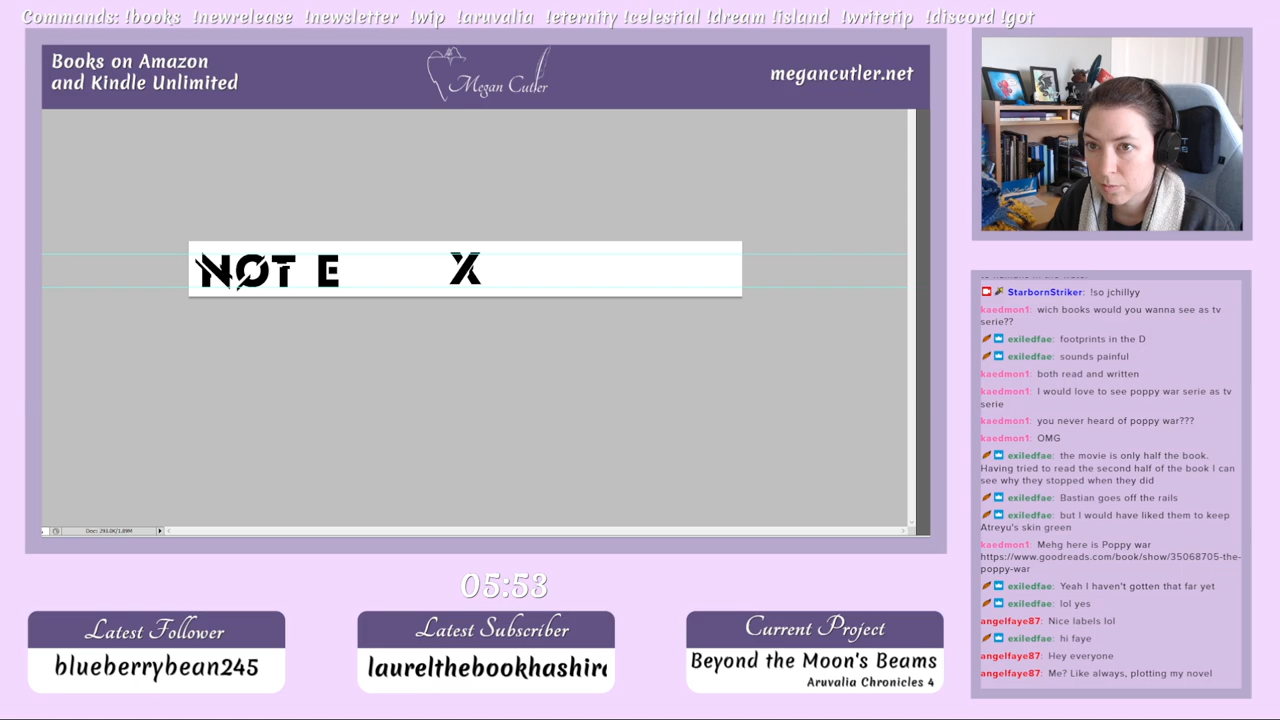 Commands: !books !newrelease !newsletter !wip !aruvalia !eternity !celestial !dream !island !writetip !discord !got
Books on Amazon
and Kindle Unlimited
Megan Cutler
megancutler.net
NOT E X
Doc: 293.0K/1.89M
05:53
Latest Follower
blueberrybean245
Latest Subscriber
laurelthebookhashira
Current Project
Beyond the Moon's Beams
Aruvalia Chronicles 4
StarbornStriker: !so jchillyy
kaedmon1: wich books would you wanna see as tv
serie??
exiledfae: footprints in the D
exiledfae: sounds painful
kaedmon1: both read and written
kaedmon1: I would love to see poppy war serie as tv
serie
kaedmon1: you never heard of poppy war???
kaedmon1: OMG
exiledfae: the movie is only half the book.
Having tried to read the second half of the book I can
see why they stopped when they did
exiledfae: Bastian goes off the rails
exiledfae: but I would have liked them to keep
Atreyu's skin green
kaedmon1: Mehg here is Poppy war
https://www.goodreads.com/book/show/35068705-the-
poppy-war
exiledfae: Yeah I haven't gotten that far yet
exiledfae: lol yes
angelfaye87: Nice labels lol
exiledfae: hi faye
angelfaye87: Hey everyone
angelfaye87: Me? Like always, plotting my novel